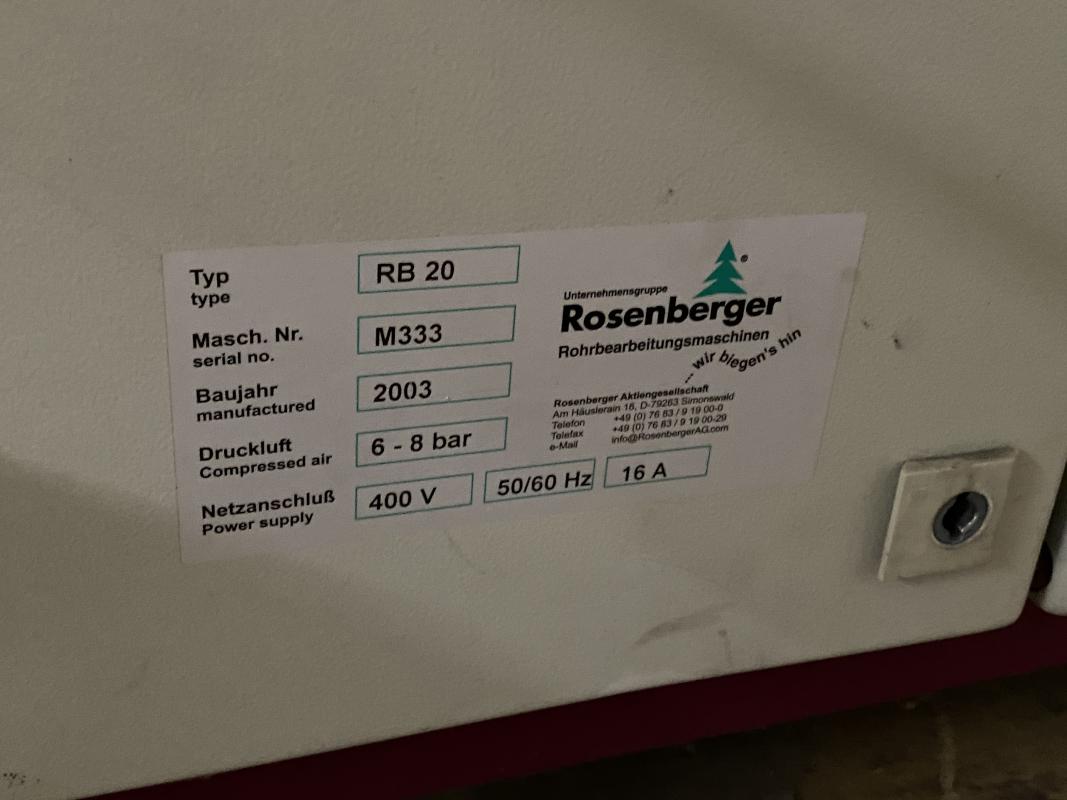 Typ
type
RB 20
Masch. Nr.
serial no.
M333
Baujahr
manufactured
2003
Druckluft
Compressed air
6 - 8 bar
Netzanschluß
Power supply
400 V
50/60 Hz
16 A
®
Unternehmensgruppe
Rosenberger
Rohrbearbeitungsmaschinen
... wir biegen's hin
Rosenberger Aktiengesellschaft
Am Häuslerain 16, D-79263 Simonswald
Telefon +49 (0) 76 83 / 9 19 00-0
Telefax +49 (0) 76 83 / 9 19 00-29
e-Mail info@RosenbergerAG.com